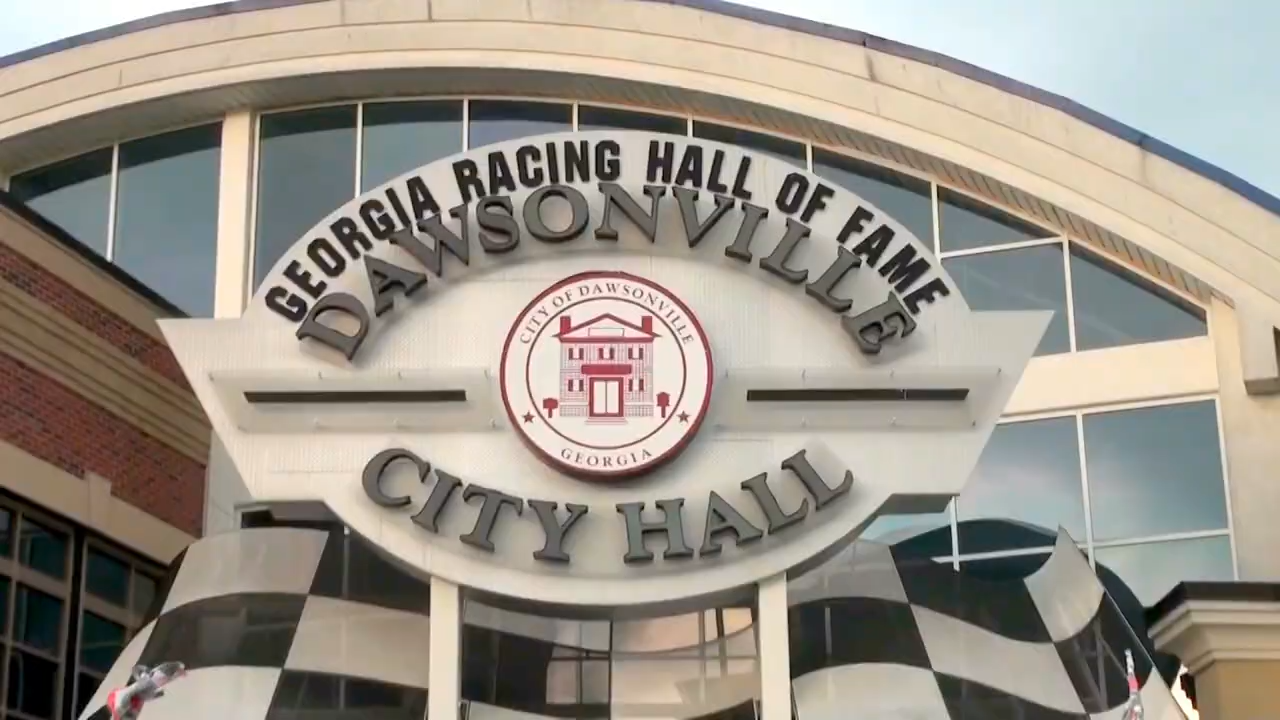 GEORGIA RACING HALL OF FAME
DAWSONVILLE
CITY OF DAWSONVILLE
GEORGIA
CITY HALL